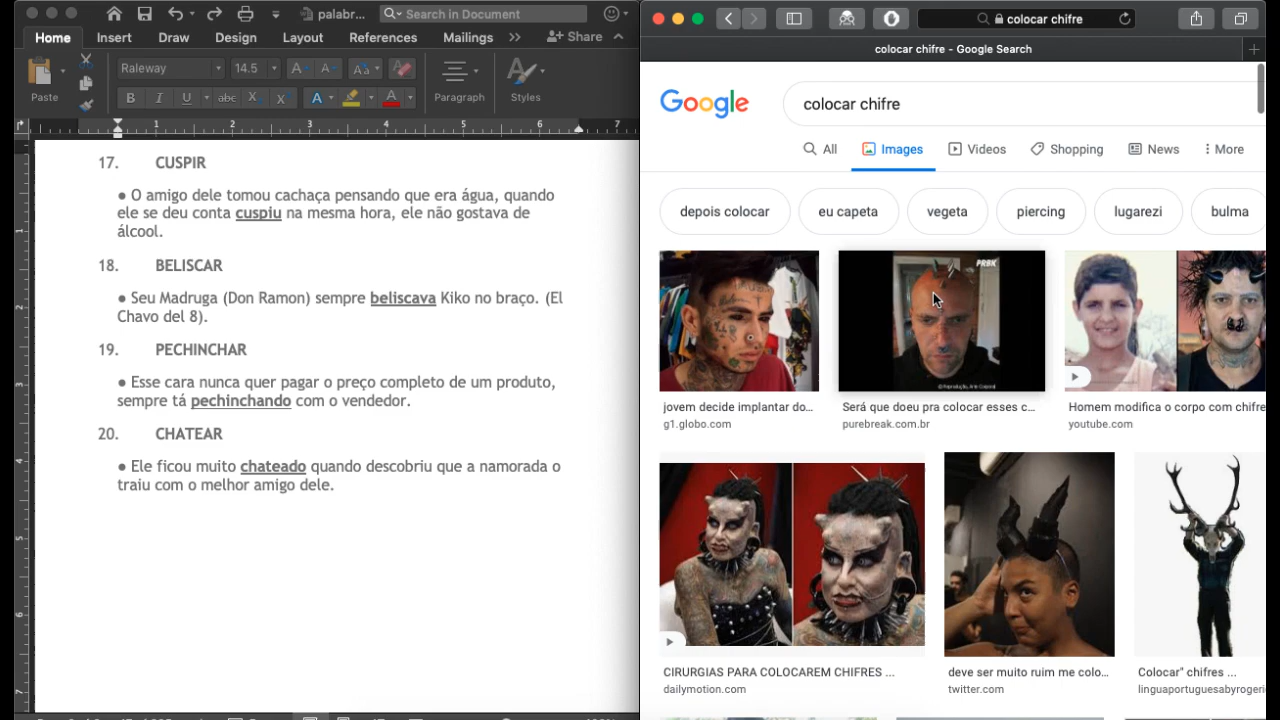 palabr...
Search in Document
Home
Insert
Draw
Design
Layout
References
Mailings
Share
Paste
Raleway
14.5
Paragraph
Styles
17. CUSPIR
● O amigo dele tomou cachaça pensando que era água, quando
ele se deu conta cuspiu na mesma hora, ele não gostava de
álcool.
18. BELISCAR
● Seu Madruga (Don Ramon) sempre beliscava Kiko no braço. (El
Chavo del 8).
19. PECHINCHAR
● Esse cara nunca quer pagar o preço completo de um produto,
sempre tá pechinchando com o vendedor.
20. CHATEAR
● Ele ficou muito chateado quando descobriu que a namorada o
traiu com o melhor amigo dele.
colocar chifre
colocar chifre - Google Search
Google
colocar chifre
All
Images
Videos
Shopping
News
More
depois colocar
eu capeta
vegeta
piercing
lugarezi
bulma
PRBK
jovem decide implantar do...
g1.globo.com
Será que doeu pra colocar esses c...
purebreak.com.br
Homem modifica o corpo com chifre
youtube.com
CIRURGIAS PARA COLOCAREM CHIFRES ...
dailymotion.com
deve ser muito ruim me colo...
twitter.com
Colocar" chifres ...
linguaportuguesabyrogeri